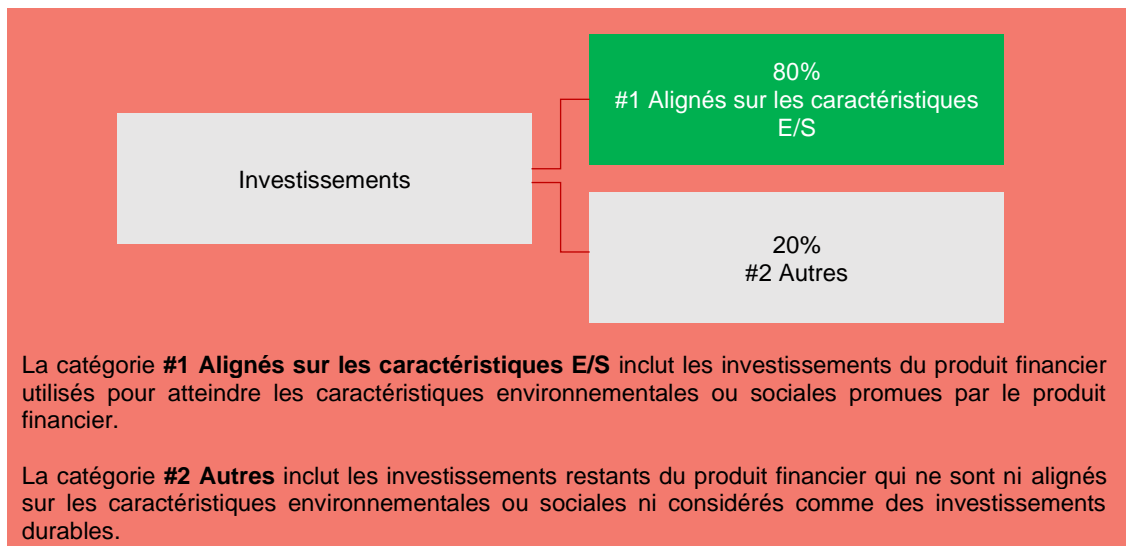 80%
#1 Alignés sur les caractéristiques
E/S
Investissements
20%
#2 Autres
La catégorie #1 Alignés sur les caractéristiques E/S inclut les investissements du produit financier
utilisés pour atteindre les caractéristiques environnementales ou sociales promues par le produit
financier.
La catégorie #2 Autres inclut les investissements restants du produit financier qui ne sont ni alignés
sur les caractéristiques environnementales ou sociales ni considérés comme des investissements
durables.